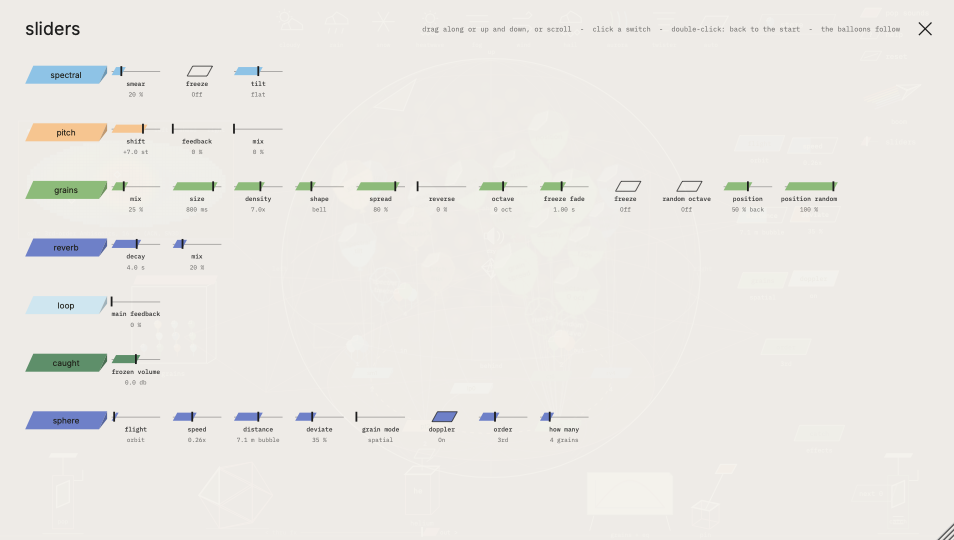 sliders
drag along or up and down, or scroll - click a switch - double-click: back to the start - the balloons follow
spectral
smear freeze tilt
20 % Off flat
pitch
shift feedback mix
+7.0 st 0 % 0 %
grains
mix size density shape spread reverse octave freeze fade freeze random octave position position random
25 % 800 ms 7.0x bell 80 % 0 % 0 oct 1.00 s Off Off 50 % back 100 %
reverb
decay mix
4.0 s 20 %
loop
main feedback
0 %
caught
frozen volume
0.0 db
sphere
flight speed distance deviate grain mode doppler order how many
orbit 0.26x 7.1 m bubble 35 % spatial On 3rd 4 grains